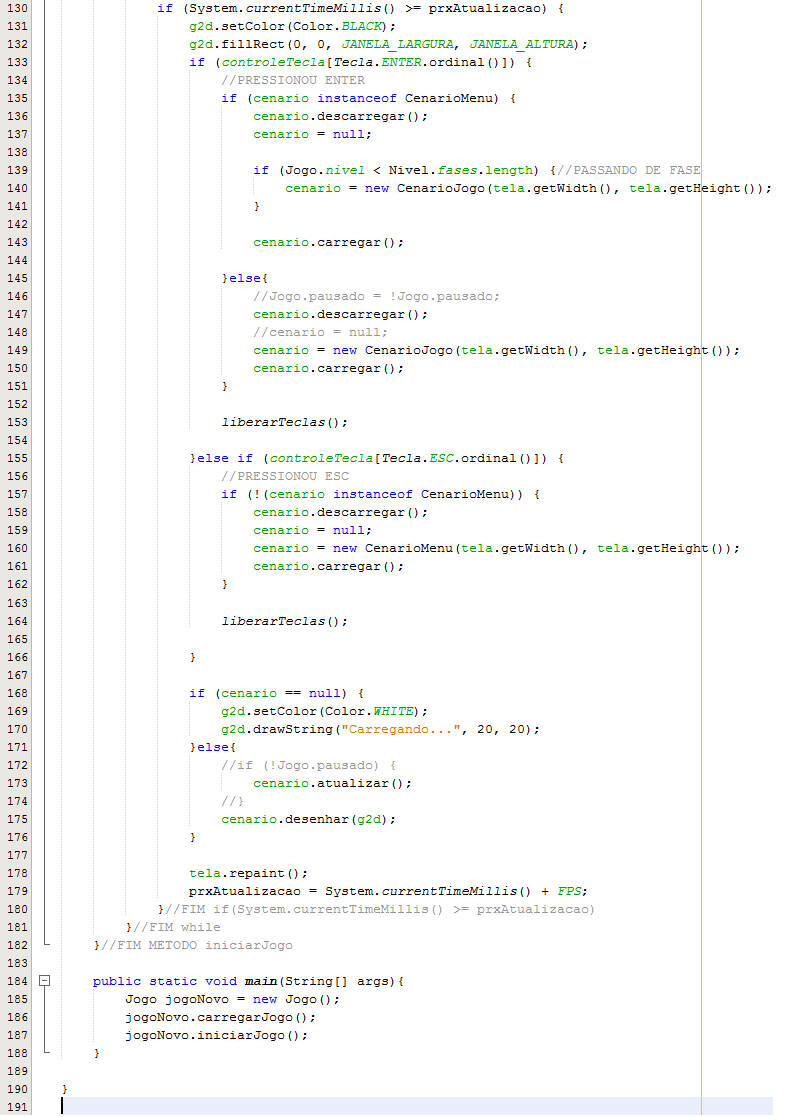 130 if (System.currentTimeMillis() >= prxAtualizacao) {
131 g2d.setColor(Color.BLACK);
132 g2d.fillRect(0, 0, JANELA_LARGURA, JANELA_ALTURA);
133 if (controleTecla[Tecla.ENTER.ordinal()]) {
134 //PRESSIONOU ENTER
135 if (cenario instanceof CenarioMenu) {
136 cenario.descarregar();
137 cenario = null;
138
139 if (Jogo.nivel < Nivel.fases.length) {//PASSANDO DE FASE
140 cenario = new CenarioJogo(tela.getWidth(), tela.getHeight());
141 }
142
143 cenario.carregar();
144
145 }else{
146 //Jogo.pausado = !Jogo.pausado;
147 cenario.descarregar();
148 //cenario = null;
149 cenario = new CenarioJogo(tela.getWidth(), tela.getHeight());
150 cenario.carregar();
151 }
152
153 liberarTeclas();
154
155 }else if (controleTecla[Tecla.ESC.ordinal()]) {
156 //PRESSIONOU ESC
157 if (!(cenario instanceof CenarioMenu)) {
158 cenario.descarregar();
159 cenario = null;
160 cenario = new CenarioMenu(tela.getWidth(), tela.getHeight());
161 cenario.carregar();
162 }
163
164 liberarTeclas();
165
166 }
167
168 if (cenario == null) {
169 g2d.setColor(Color.WHITE);
170 g2d.drawString("Carregando...", 20, 20);
171 }else{
172 //if (!Jogo.pausado) {
173 cenario.atualizar();
174 //}
175 cenario.desenhar(g2d);
176 }
177
178 tela.repaint();
179 prxAtualizacao = System.currentTimeMillis() + FPS;
180 }//FIM if(System.currentTimeMillis() >= prxAtualizacao)
181 }//FIM while
182 }//FIM METODO iniciarJogo
183
184 public static void main(String[] args){
185 Jogo jogoNovo = new Jogo();
186 jogoNovo.carregarJogo();
187 jogoNovo.iniciarJogo();
188 }
189
190 }
191